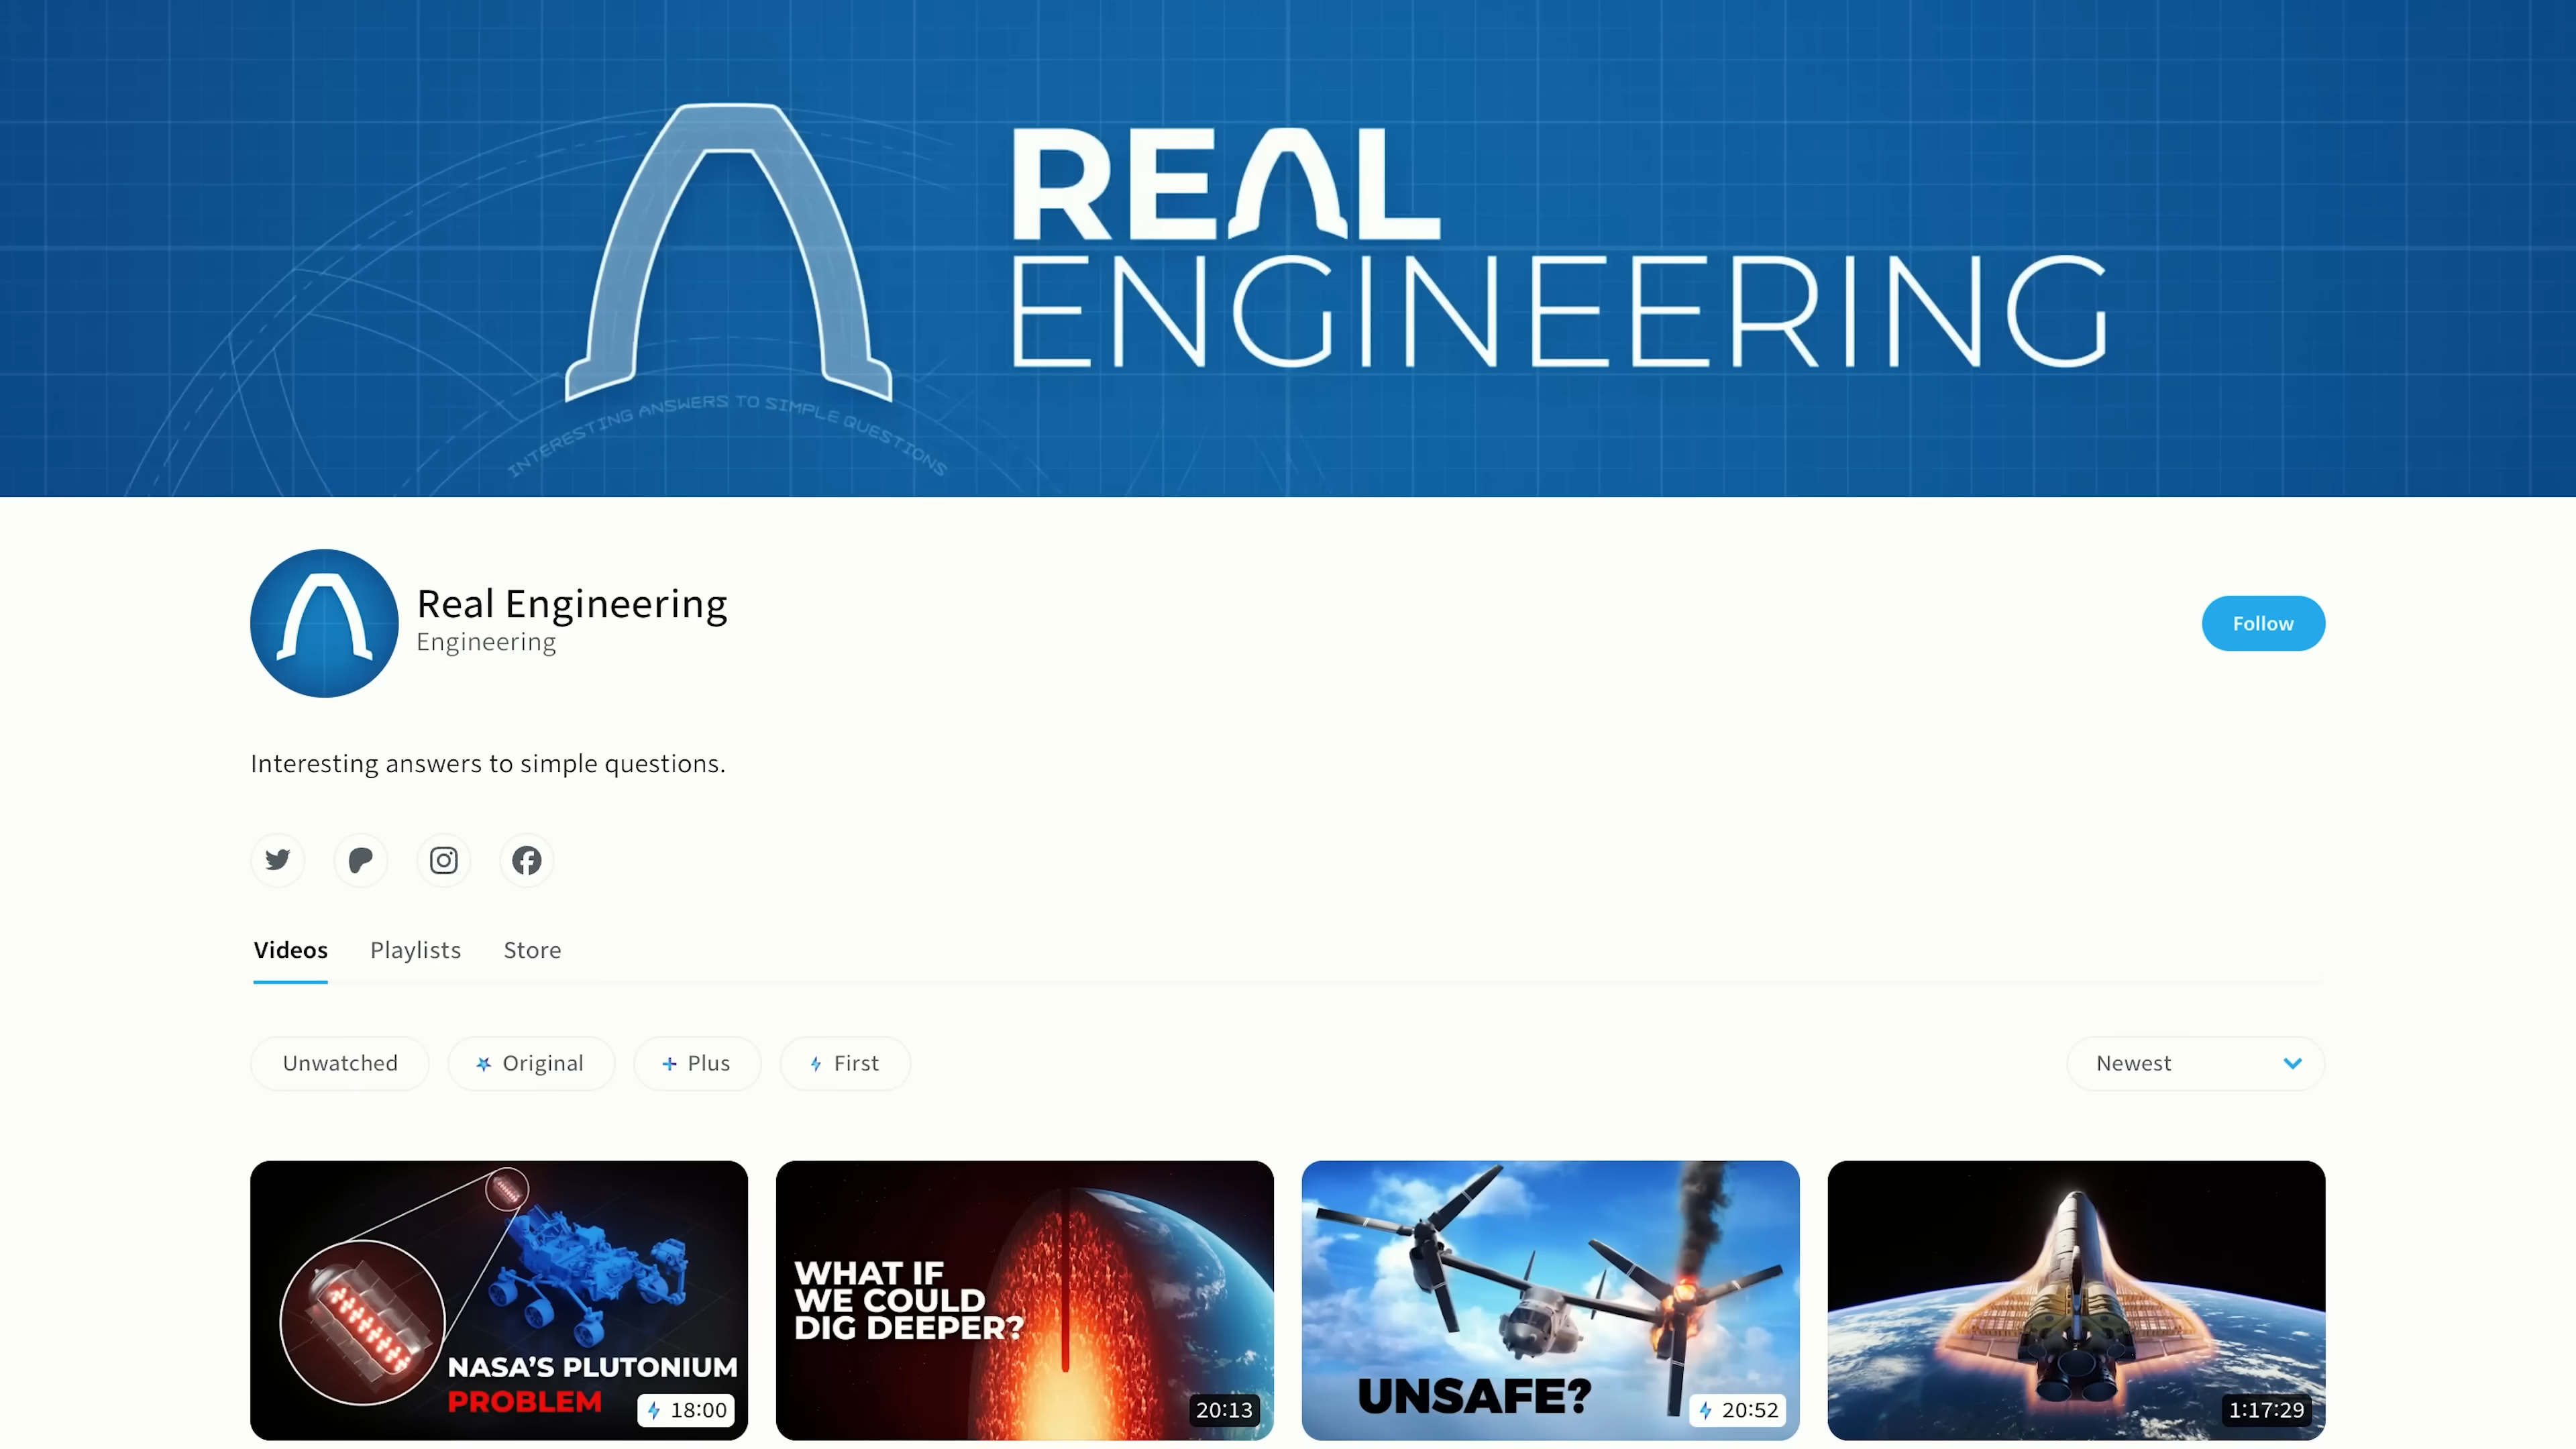 REAL
ENGINEERING
INTERESTING ANSWERS TO SIMPLE QUESTIONS
Real Engineering
Engineering
Follow
Interesting answers to simple questions.
Videos Playlists Store
Unwatched Original Plus First Newest
NASA'S PLUTONIUM
PROBLEM
18:00
WHAT IF
WE COULD
DIG DEEPER?
20:13
UNSAFE?
20:52
1:17:29